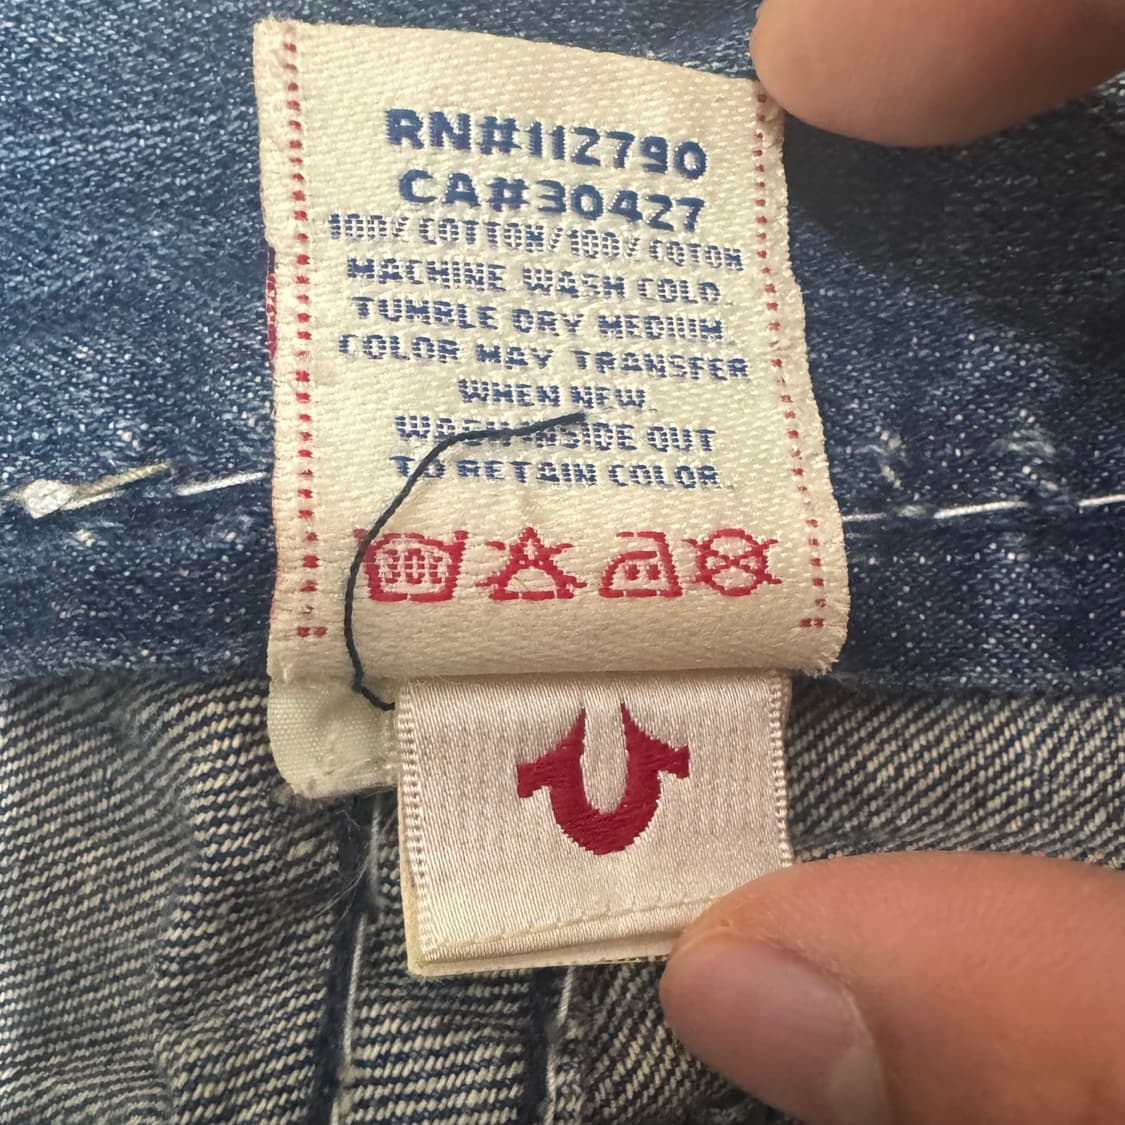 RN#112790
CA#30427
100% COTTON/100% COTON
MACHINE WASH COLD.
TUMBLE DRY MEDIUM.
COLOR MAY TRANSFER
WHEN NEW.
WASH INSIDE OUT
TO RETAIN COLOR.
30C